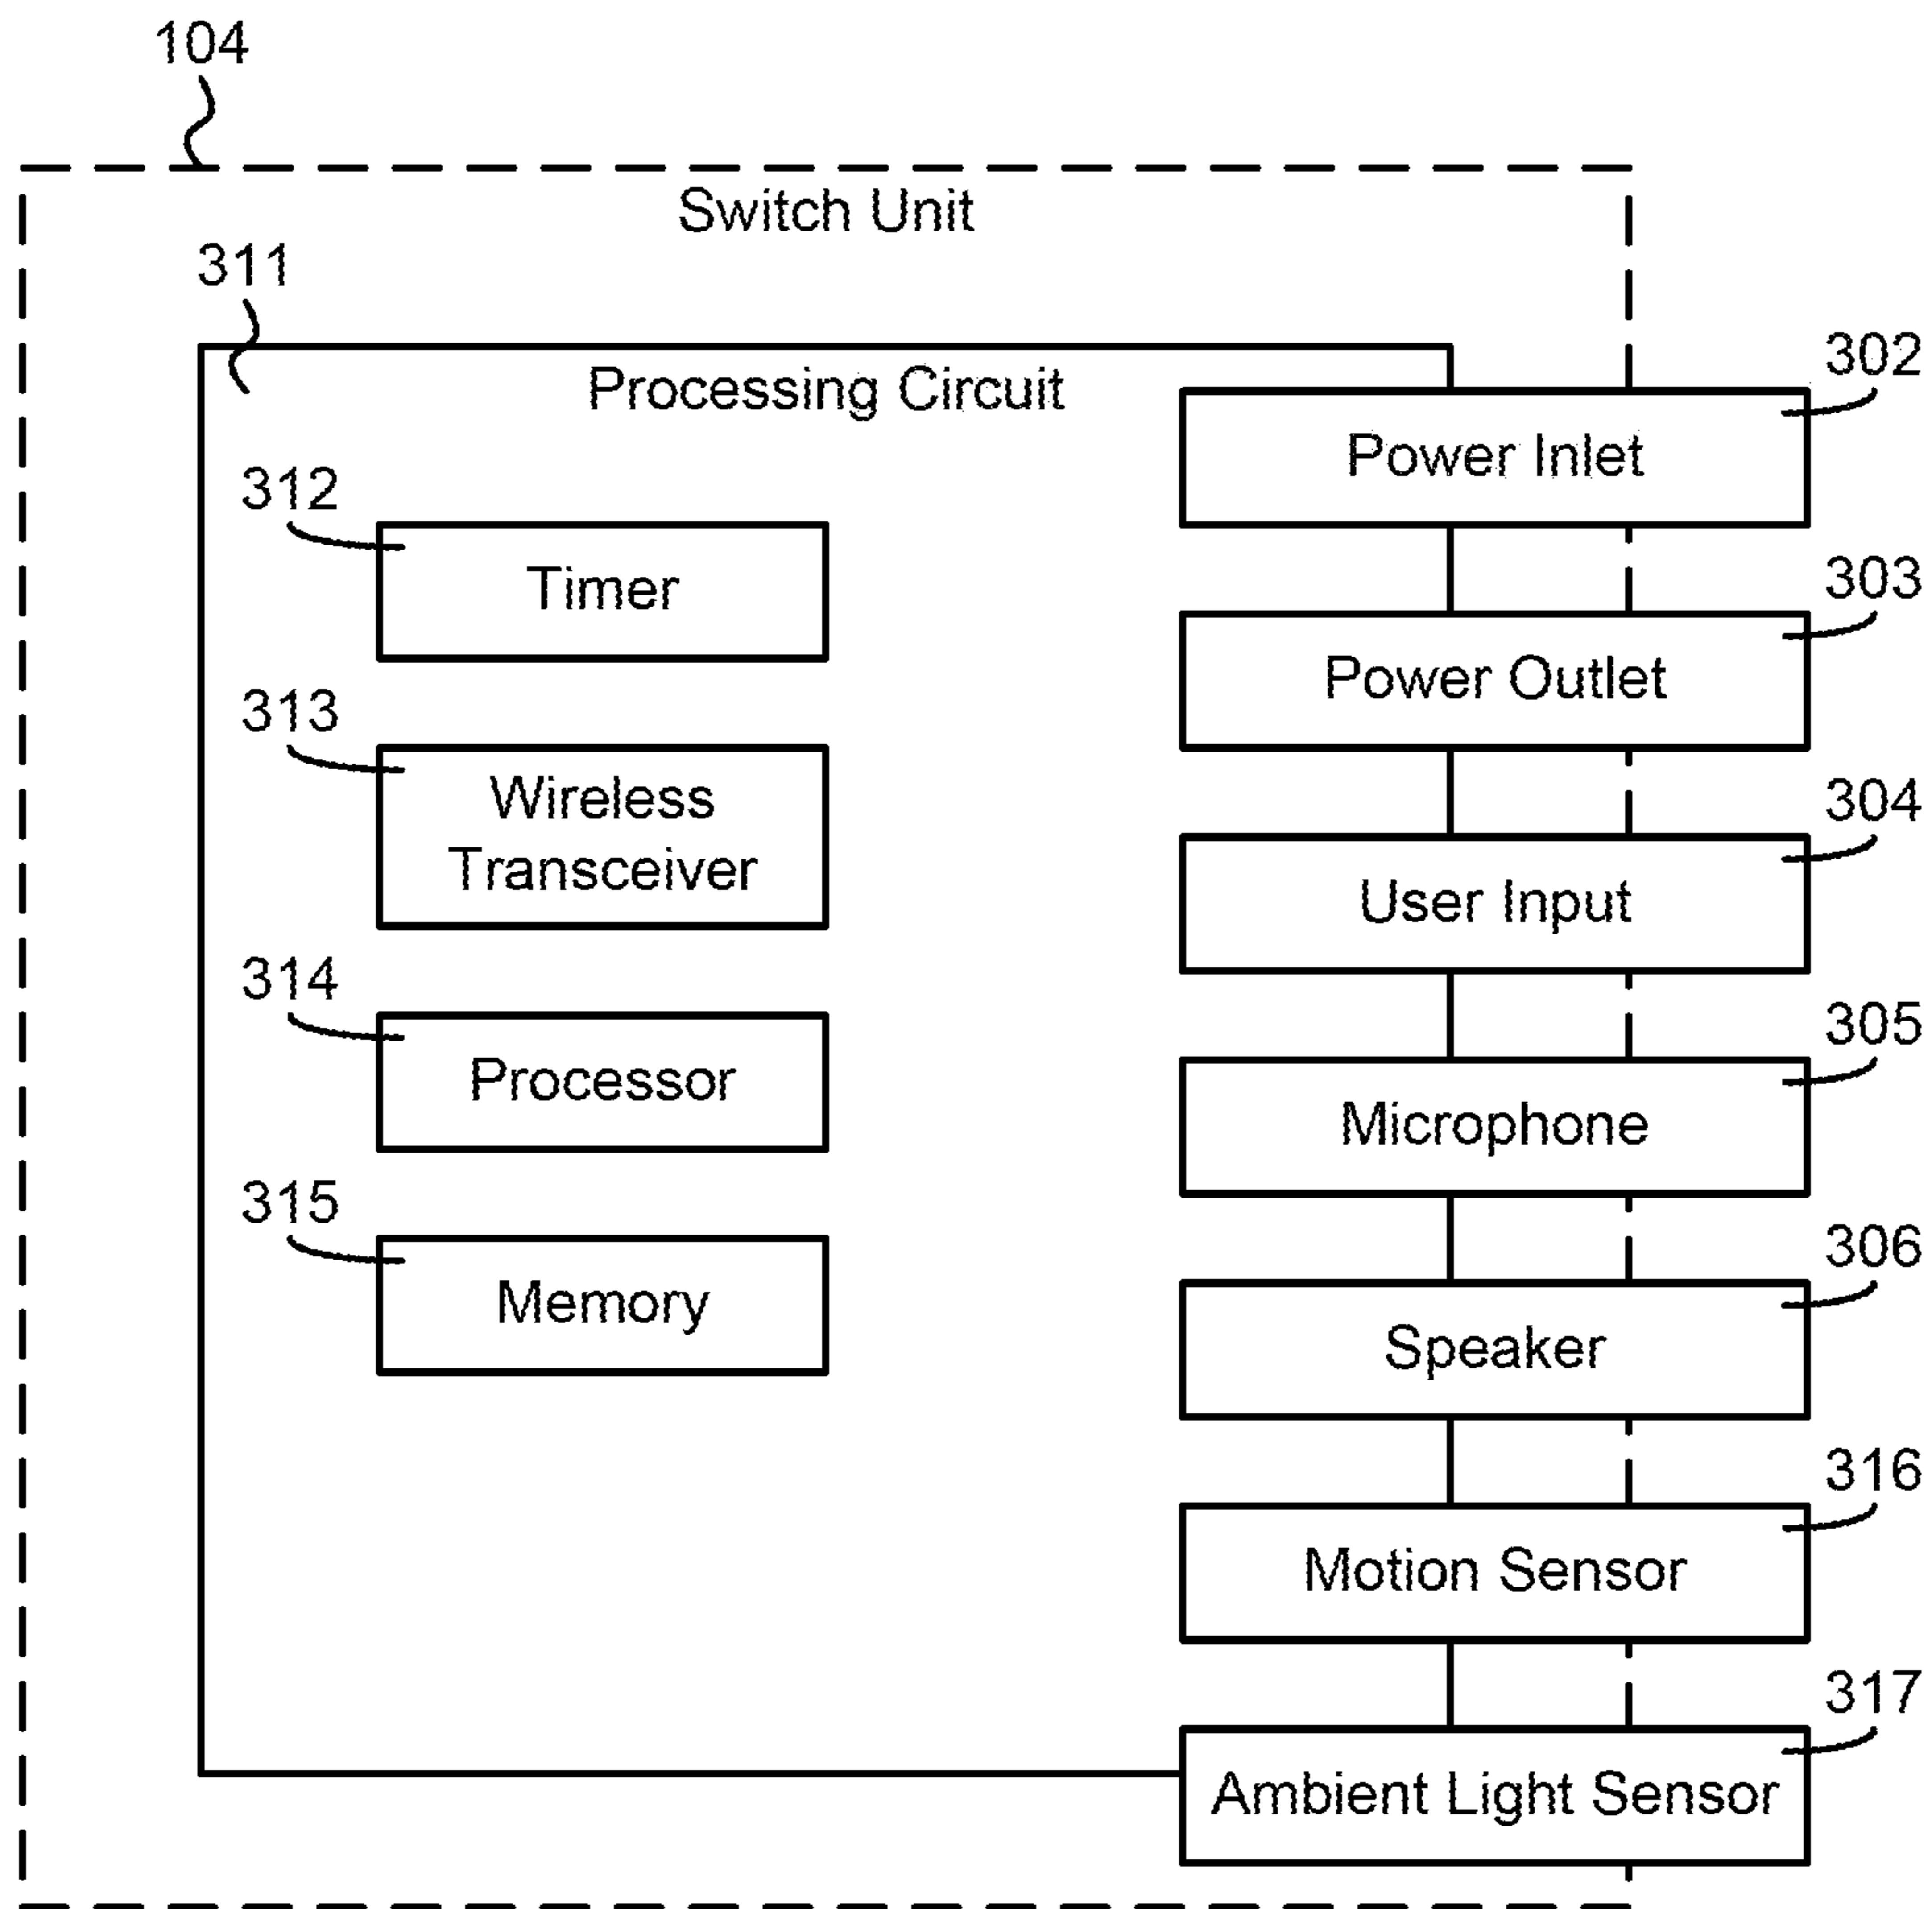 104
Switch Unit
311
Processing Circuit
302
Power Inlet
312
Timer
303
Power Outlet
313
Wireless
Transceiver
304
User Input
314
Processor
305
Microphone
315
Memory
306
Speaker
316
Motion Sensor
317
Ambient Light Sensor